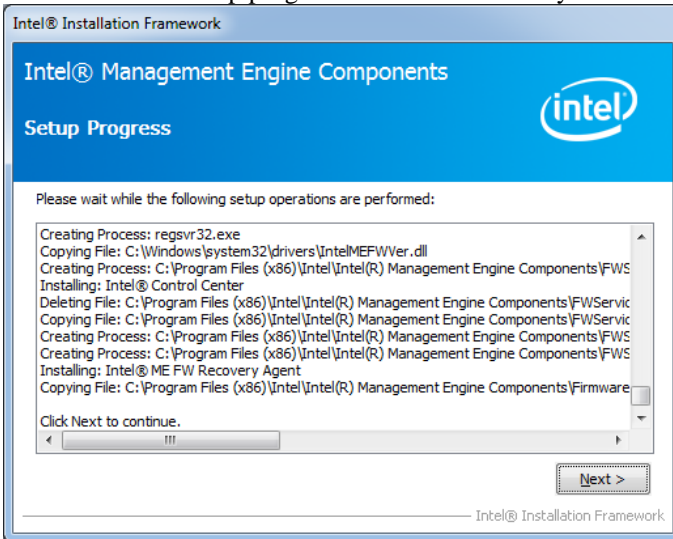 Intel® Installation Framework
Intel® Management Engine Components
intel
Setup Progress
Please wait while the following setup operations are performed:
Creating Process: regsvr32.exe
Copying File: C:\Windows\system32\drivers\IntelMEFWVer.dll
Creating Process: C:\Program Files (x86)\Intel\Intel(R) Management Engine Components\FWS
Installing: Intel® Control Center
Deleting File: C:\Program Files (x86)\Intel\Intel(R) Management Engine Components\FWServic
Copying File: C:\Program Files (x86)\Intel\Intel(R) Management Engine Components\FWServic
Creating Process: C:\Program Files (x86)\Intel\Intel(R) Management Engine Components\FWS
Creating Process: C:\Program Files (x86)\Intel\Intel(R) Management Engine Components\FWS
Installing: Intel® ME FW Recovery Agent
Copying File: C:\Program Files (x86)\Intel\Intel(R) Management Engine Components\Firmware
Click Next to continue.
Next >
Intel® Installation Framework